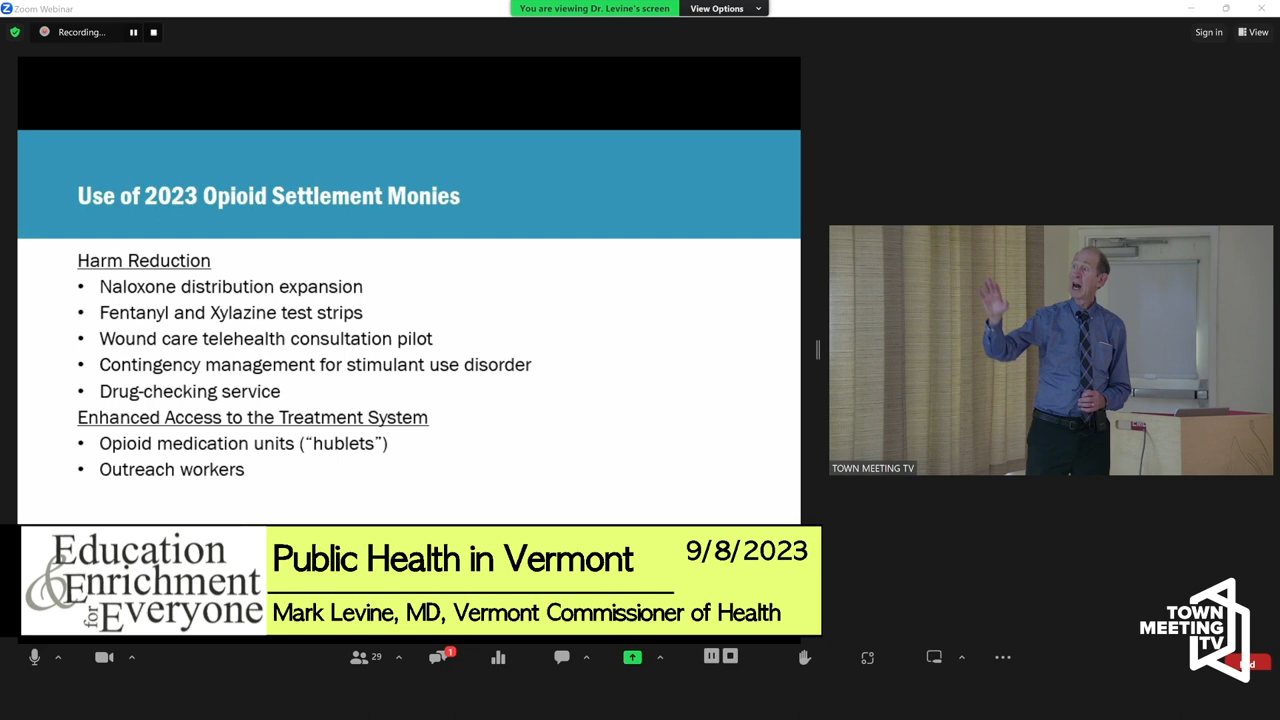 Zoom Webinar
You are viewing Dr. Levine's screen
View Options
Recording...
Sign in
View
Use of 2023 Opioid Settlement Monies
Harm Reduction
• Naloxone distribution expansion
• Fentanyl and Xylazine test strips
• Wound care telehealth consultation pilot
• Contingency management for stimulant use disorder
• Drug-checking service
Enhanced Access to the Treatment System
• Opioid medication units (“hublets”)
• Outreach workers
TOWN MEETING TV
Education
& Enrichment
for Everyone
Public Health in Vermont
9/8/2023
Mark Levine, MD, Vermont Commissioner of Health
29
1
TOWN
MEETING
TV